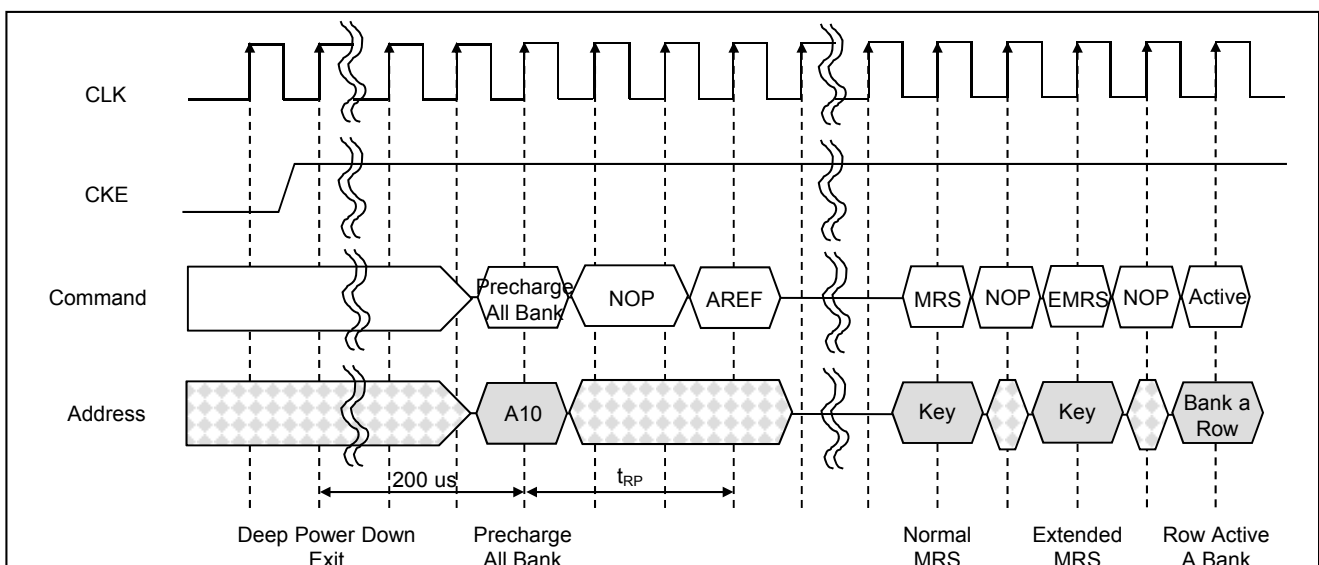 CLK
CKE
Command
Precharge
All Bank
NOP
AREF
MRS
NOP
EMRS
NOP
Active
Address
A10
Key
Key
Bank a
Row
200 us
tRP
Deep Power Down
Exit
Precharge
All Bank
Normal
MRS
Extended
MRS
Row Active
A Bank